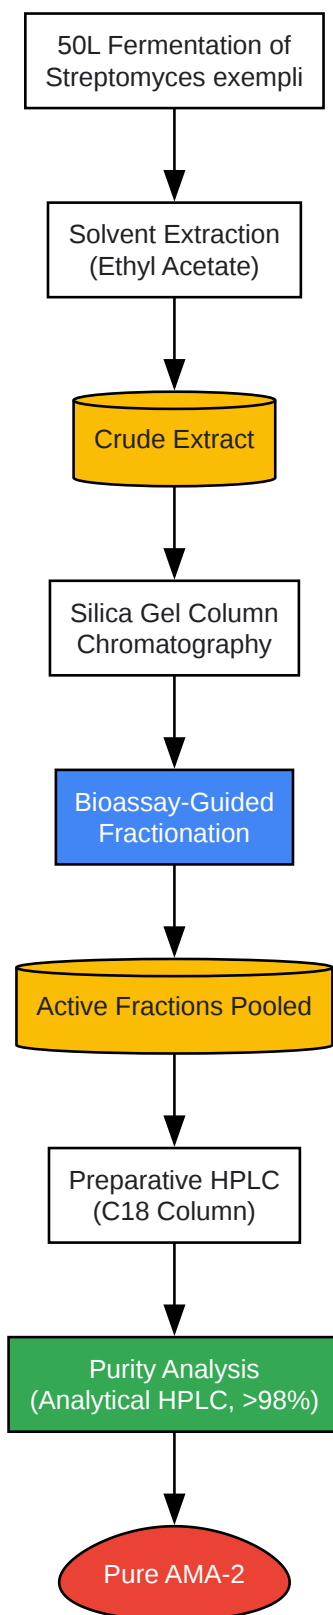 50L Fermentation of
Streptomyces exempli
Solvent Extraction
(Ethyl Acetate)
Crude Extract
Silica Gel Column
Chromatography
Bioassay-Guided
Fractionation
Active Fractions Pooled
Preparative HPLC
(C18 Column)
Purity Analysis
(Analytical HPLC, >98%)
Pure AMA-2